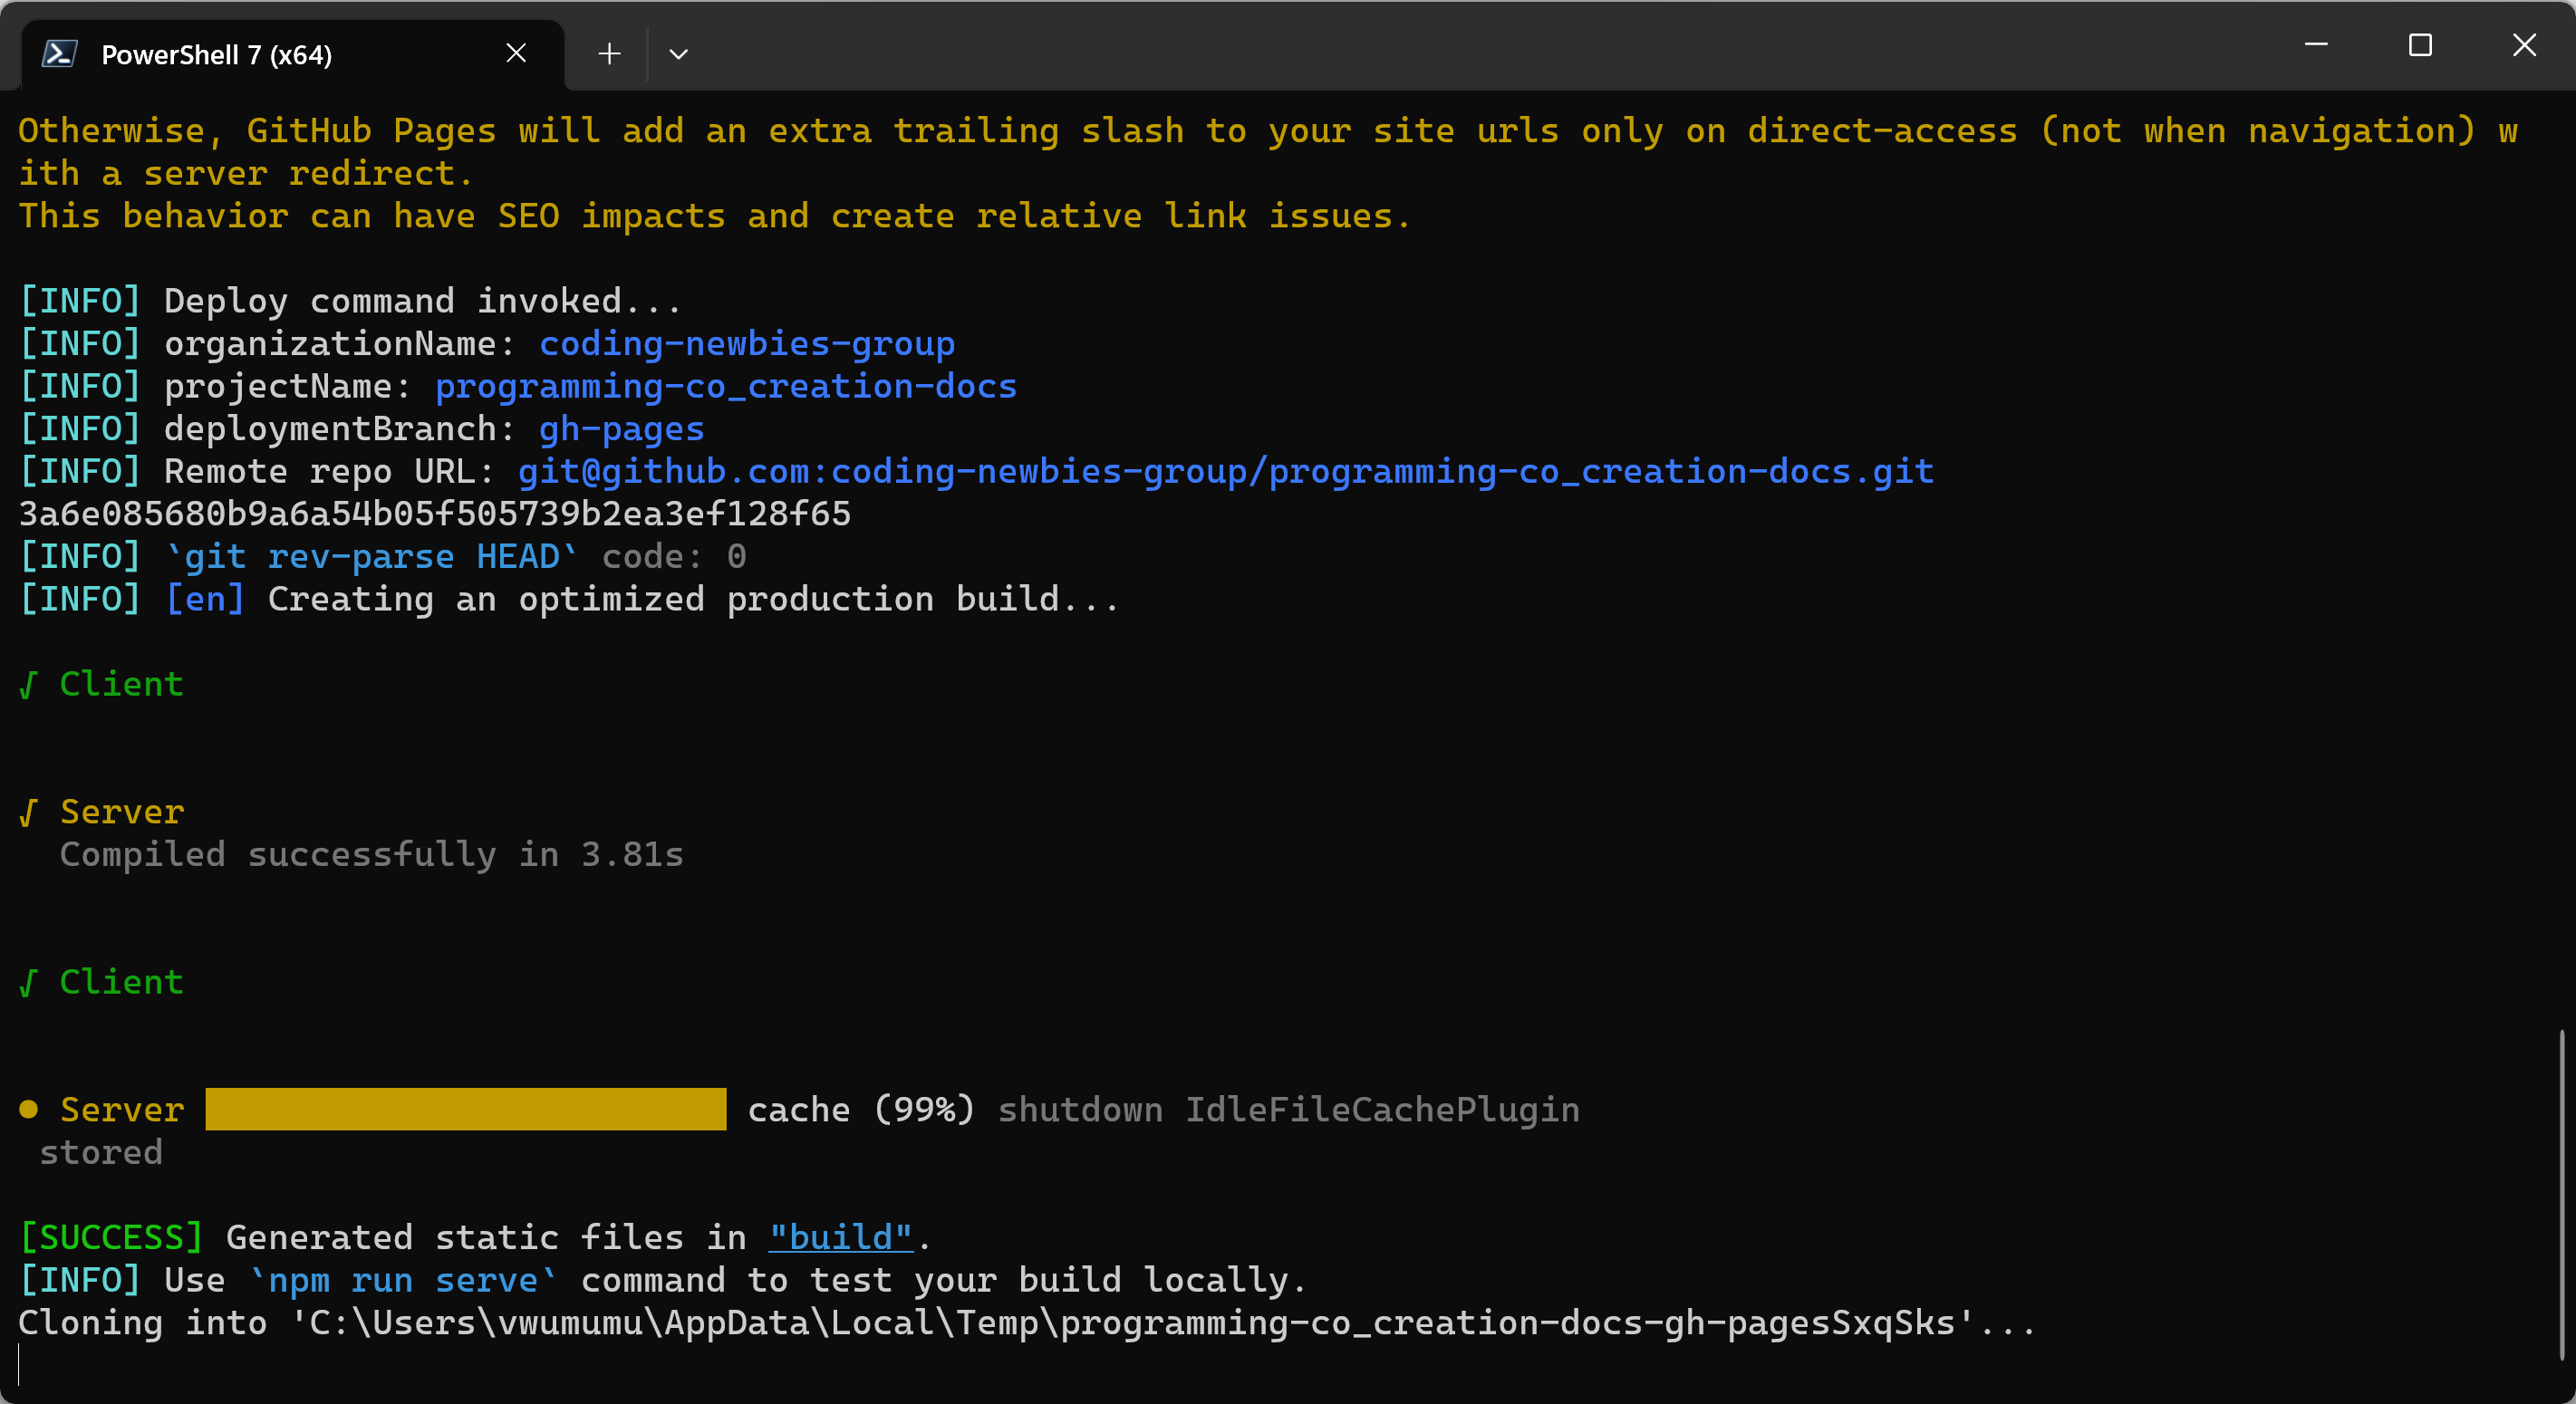 PowerShell 7 (x64)
Otherwise, GitHub Pages will add an extra trailing slash to your site urls only on direct-access (not when navigation) w
ith a server redirect.
This behavior can have SEO impacts and create relative link issues.
[INFO] Deploy command invoked...
[INFO] organizationName: coding-newbies-group
[INFO] projectName: programming-co_creation-docs
[INFO] deploymentBranch: gh-pages
[INFO] Remote repo URL: git@github.com:coding-newbies-group/programming-co_creation-docs.git
3a6e085680b9a6a54b05f505739b2ea3ef128f65
[INFO] `git rev-parse HEAD` code: 0
[INFO] [en] Creating an optimized production build...
√ Client
√ Server
Compiled successfully in 3.81s
√ Client
● Server cache (99%) shutdown IdleFileCachePlugin
stored
[SUCCESS] Generated static files in "build".
[INFO] Use `npm run serve` command to test your build locally.
Cloning into 'C:\Users\vwumumu\AppData\Local\Temp\programming-co_creation-docs-gh-pagesSxqSks'...